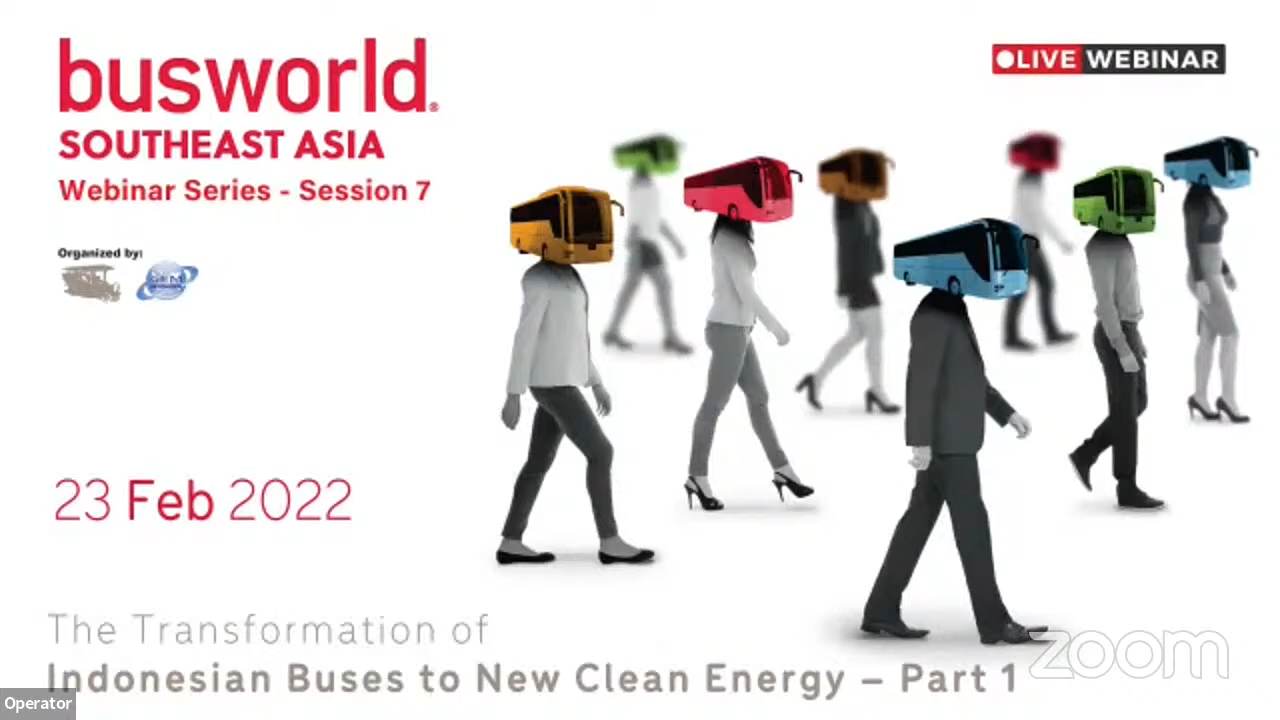 busworld®
SOUTHEAST ASIA
Webinar Series - Session 7
LIVE WEBINAR
Organized by:
23 Feb 2022
The Transformation of
Indonesian Buses to New Clean Energy – Part 1
zoom
Operator